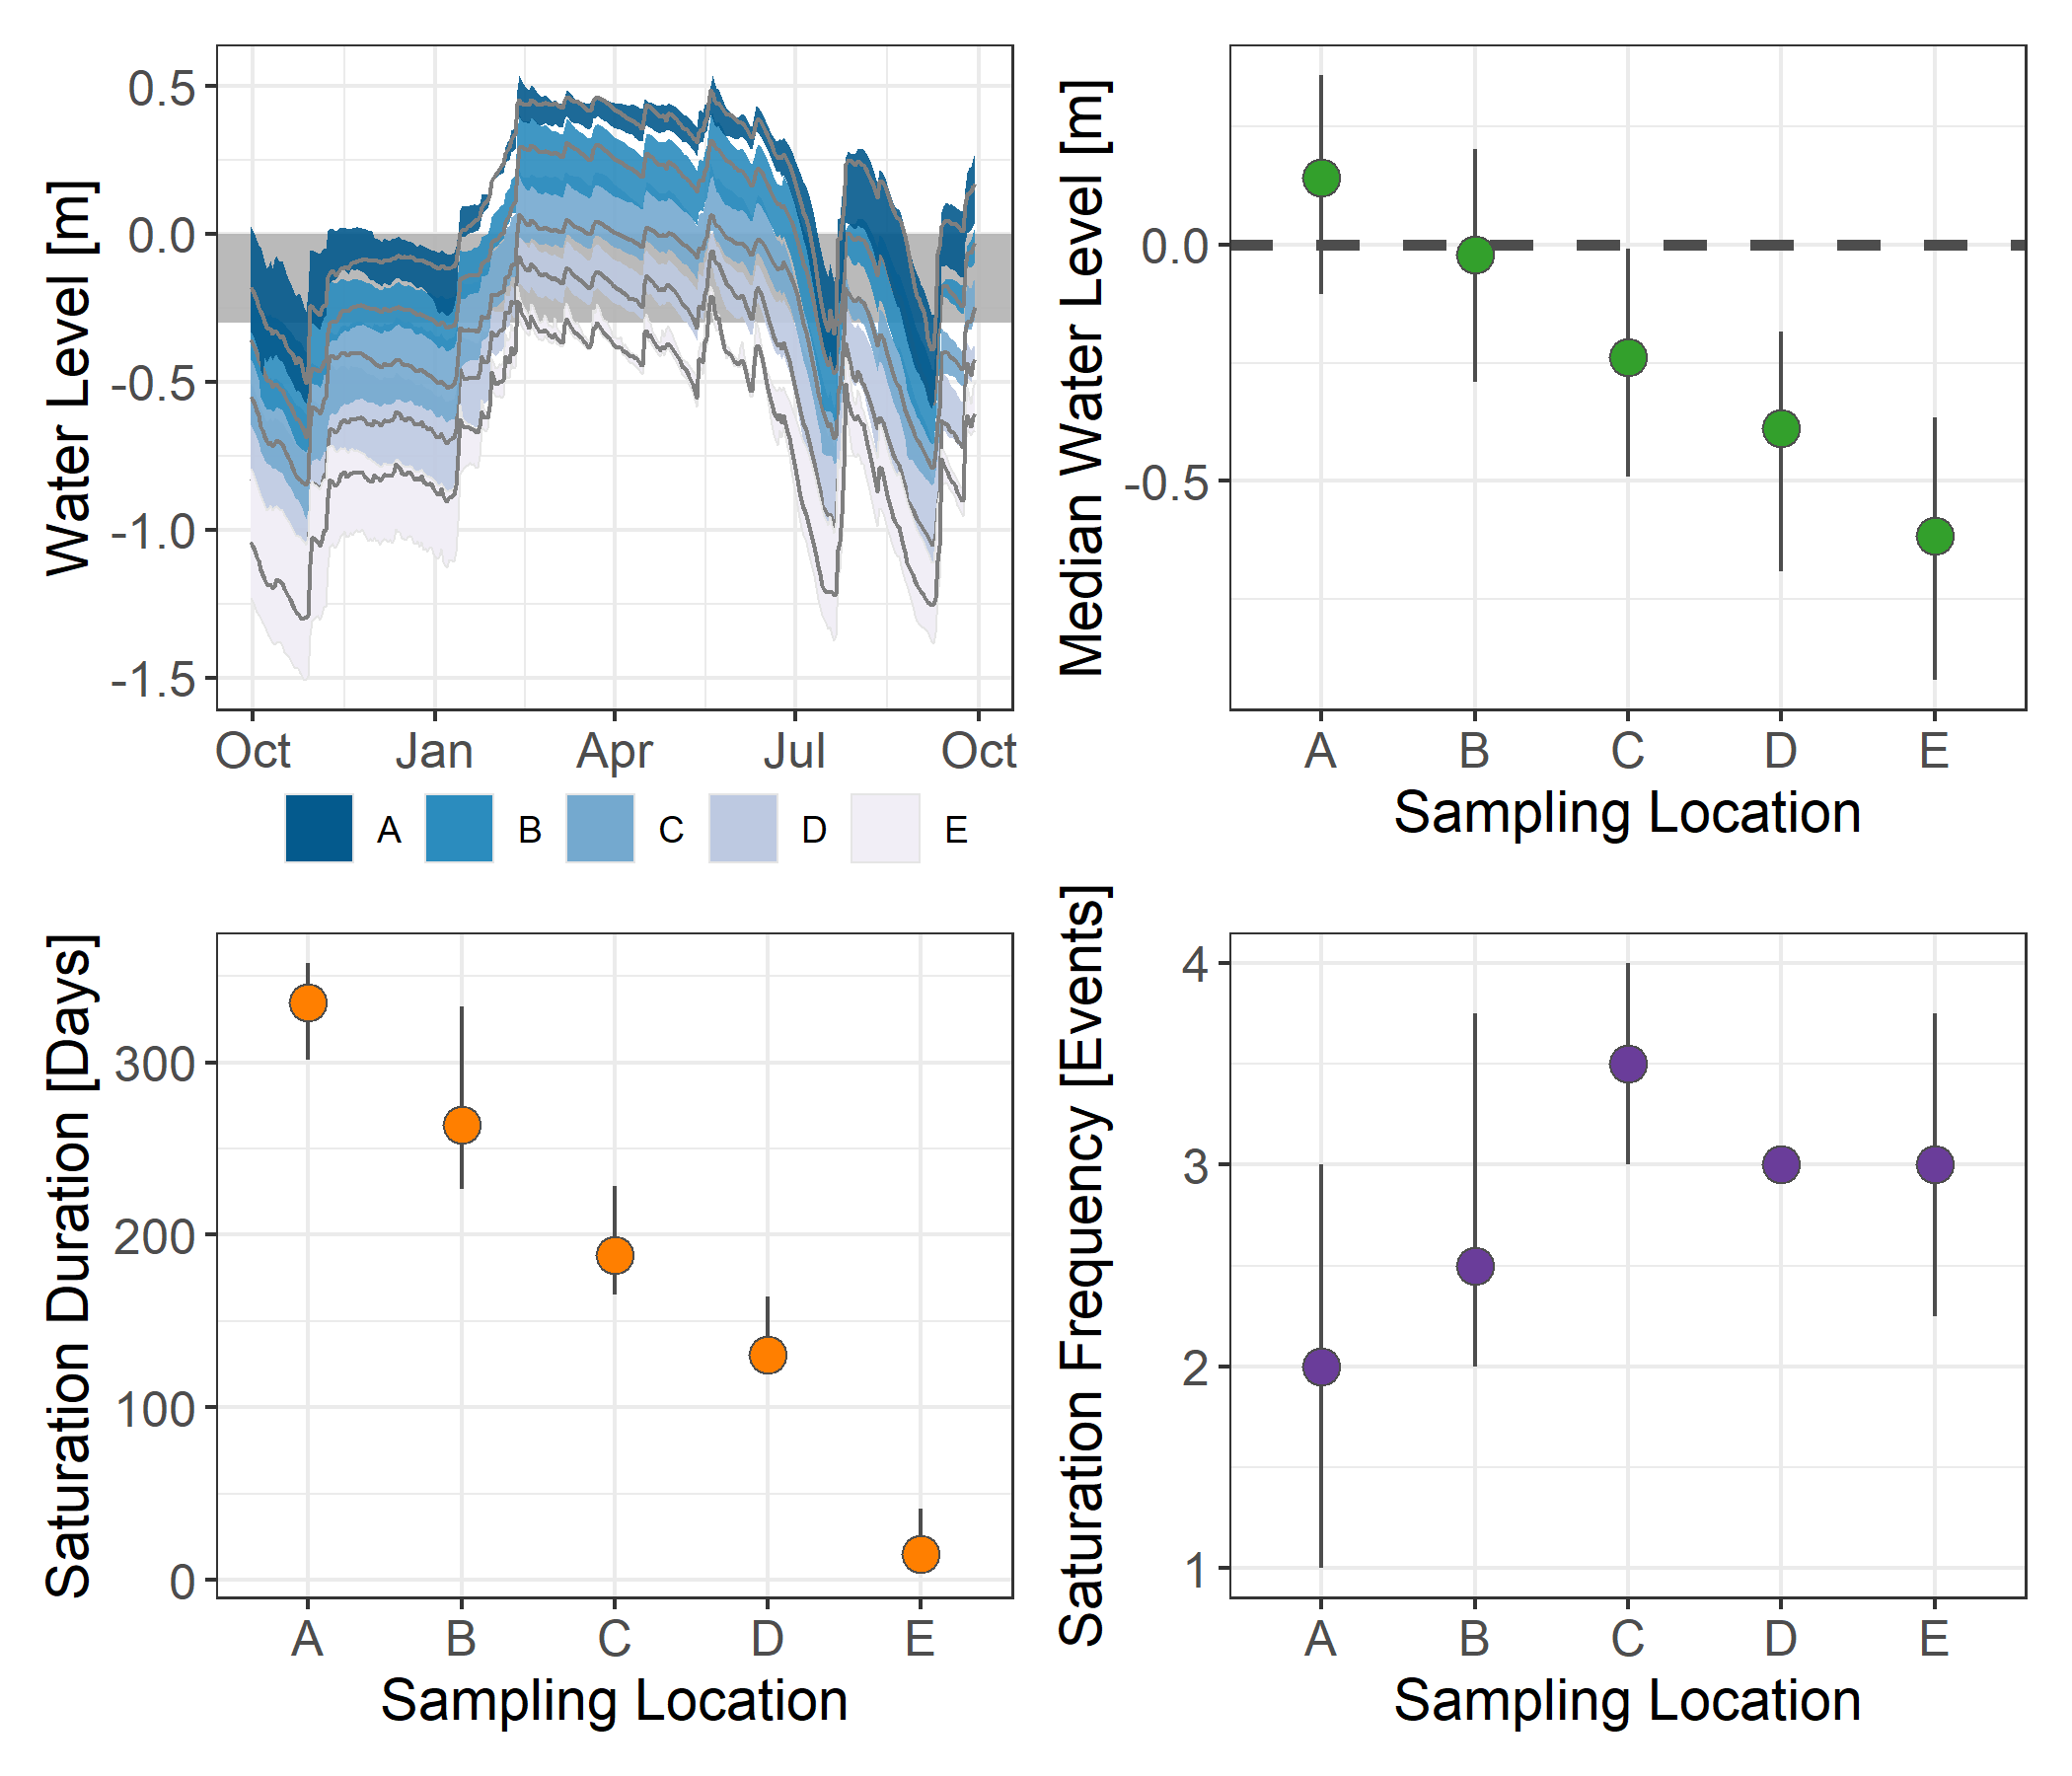 Water Level [m]
0.5
0.0
-0.5
-1.0
-1.5
Oct Jan Apr Jul Oct
A B C D E
Median Water Level [m]
0.0
-0.5
A B C D E
Sampling Location
Saturation Duration [Days]
300
200
100
0
A B C D E
Sampling Location
Saturation Frequency [Events]
4
3
2
1
A B C D E
Sampling Location